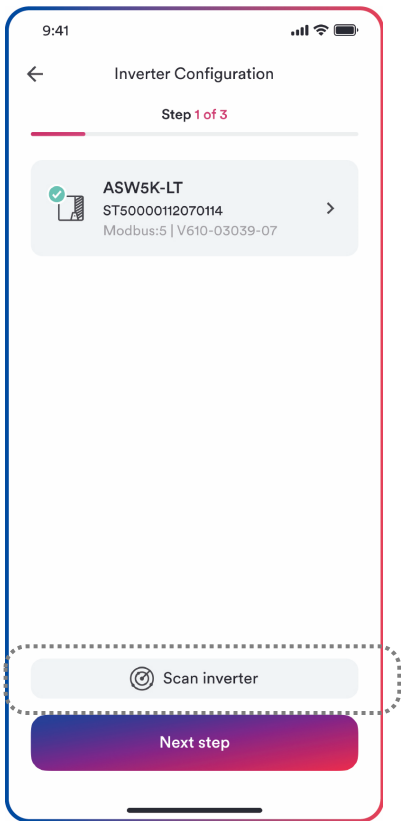 9:41
Inverter Configuration
Step 1 of 3
ASW5K-LT
ST50000112070114
Modbus:5 | V610-03039-07
Scan inverter
Next step